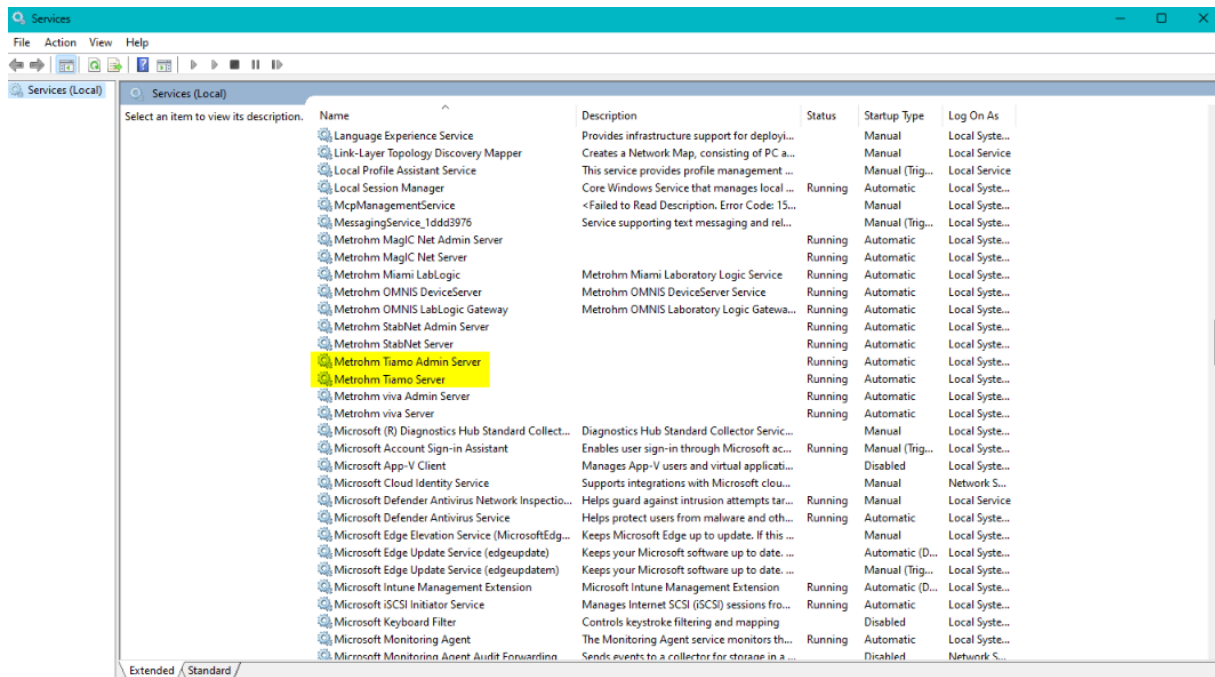 Services
File Action View Help
Services (Local)
Services (Local)
Select an item to view its description.
Name Description Status Startup Type Log On As
Language Experience Service Provides infrastructure support for deployi... Manual Local Syste...
Link-Layer Topology Discovery Mapper Creates a Network Map, consisting of PC a... Manual Local Service
Local Profile Assistant Service This service provides profile management ... Manual (Trig... Local Service
Local Session Manager Core Windows Service that manages local ... Running Automatic Local Syste...
McpManagementService <Failed to Read Description. Error Code: 15... Manual Local Syste...
MessagingService_1ddd3976 Service supporting text messaging and rel... Manual (Trig... Local Syste...
Metrohm MagIC Net Admin Server Running Automatic Local Syste...
Metrohm MagIC Net Server Running Automatic Local Syste...
Metrohm Miami LabLogic Metrohm Miami Laboratory Logic Service Running Automatic Local Syste...
Metrohm OMNIS DeviceServer Metrohm OMNIS DeviceServer Service Running Automatic Local Syste...
Metrohm OMNIS LabLogic Gateway Metrohm OMNIS Laboratory Logic Gatewa... Running Automatic Local Syste...
Metrohm StabNet Admin Server Running Automatic Local Syste...
Metrohm StabNet Server Running Automatic Local Syste...
Metrohm Tiamo Admin Server Running Automatic Local Syste...
Metrohm Tiamo Server Running Automatic Local Syste...
Metrohm viva Admin Server Running Automatic Local Syste...
Metrohm viva Server Running Automatic Local Syste...
Microsoft (R) Diagnostics Hub Standard Collect... Diagnostics Hub Standard Collector Servic... Manual Local Syste...
Microsoft Account Sign-in Assistant Enables user sign-in through Microsoft ac... Running Manual (Trig... Local Syste...
Microsoft App-V Client Manages App-V users and virtual applicati... Disabled Local Syste...
Microsoft Cloud Identity Service Supports integrations with Microsoft clou... Manual Network S...
Microsoft Defender Antivirus Network Inspectio... Helps guard against intrusion attempts tar... Running Manual Local Service
Microsoft Defender Antivirus Service Helps protect users from malware and oth... Running Automatic Local Syste...
Microsoft Edge Elevation Service (MicrosoftEdg... Keeps Microsoft Edge up to update. If this ... Manual Local Syste...
Microsoft Edge Update Service (edgeupdate) Keeps your Microsoft software up to date. ... Automatic (D... Local Syste...
Microsoft Edge Update Service (edgeupdatem) Keeps your Microsoft software up to date. ... Manual (Trig... Local Syste...
Microsoft Intune Management Extension Microsoft Intune Management Extension Running Automatic (D... Local Syste...
Microsoft iSCSI Initiator Service Manages Internet SCSI (iSCSI) sessions fro... Running Automatic Local Syste...
Microsoft Keyboard Filter Controls keystroke filtering and mapping Disabled Local Syste...
Microsoft Monitoring Agent The Monitoring Agent service monitors th... Running Automatic Local Syste...
Microsoft Monitoring Agent Audit Forwarding Sends events to a collector for storage in a ... Disabled Network S...
Extended Standard